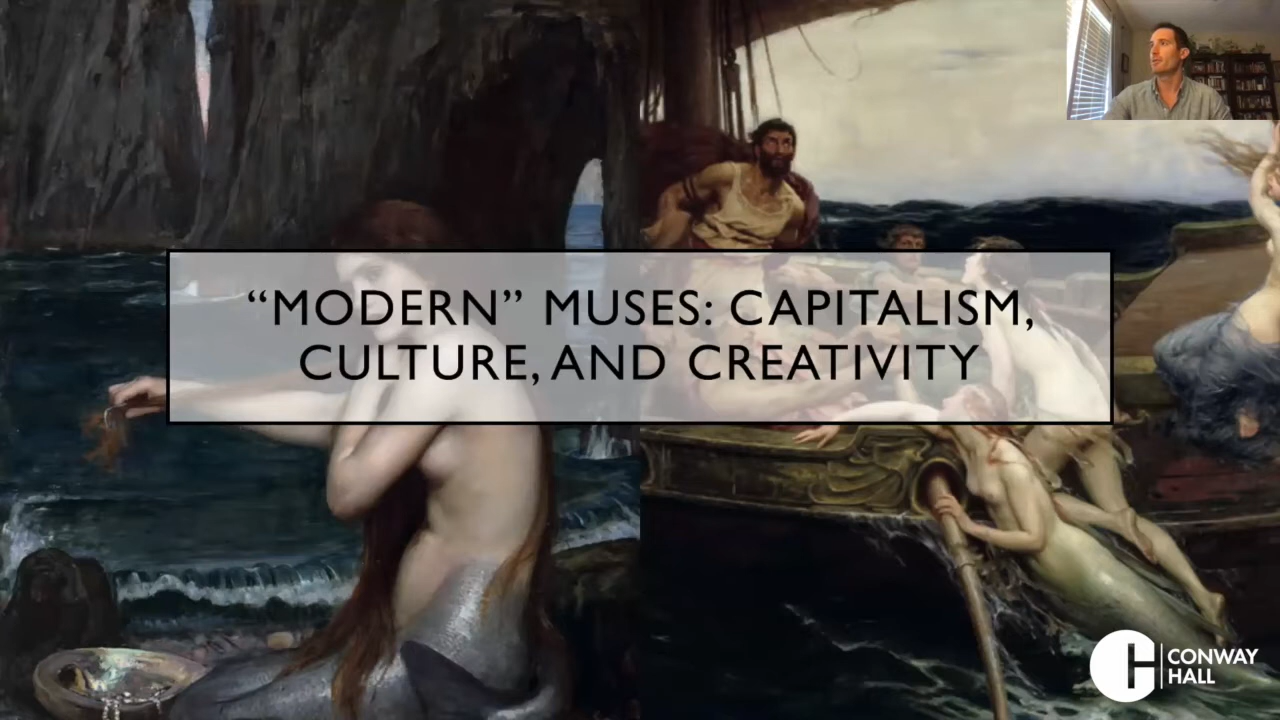 “MODERN” MUSES: CAPITALISM,
CULTURE, AND CREATIVITY
CONWAY
HALL